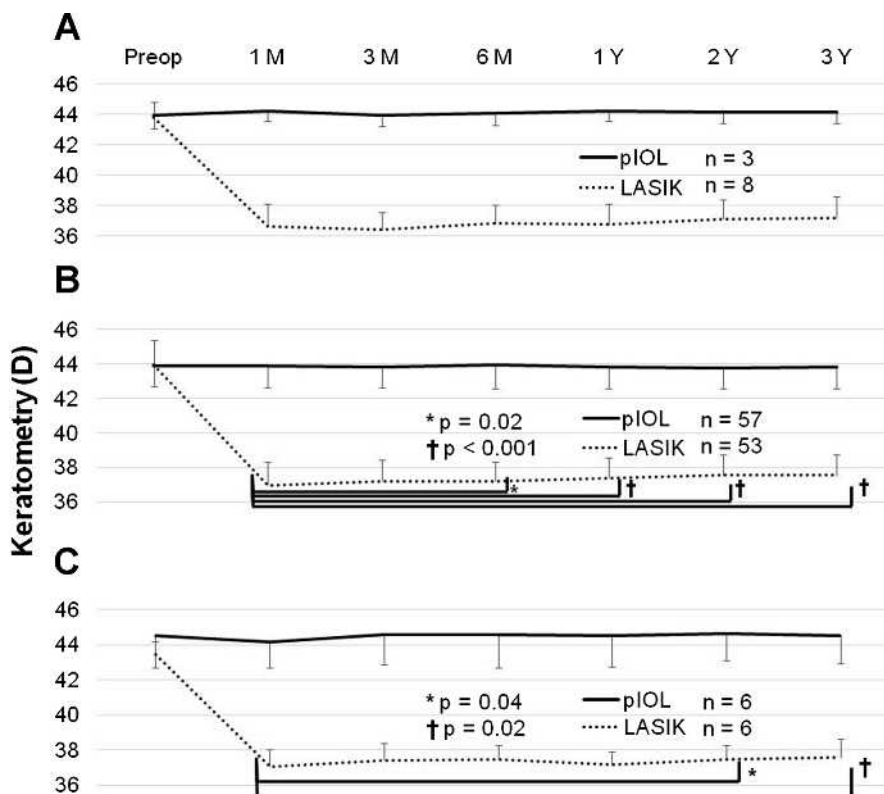 A
Preop 1 M 3 M 6 M 1 Y 2 Y 3 Y
46
44
42
40
38
36
pIOL n = 3
LASIK n = 8
B
46
44
42
40
38
36
* p = 0.02
† p < 0.001
pIOL n = 57
LASIK n = 53
* † † †
Keratometry (D)
C
46
44
42
40
38
36
* p = 0.04
† p = 0.02
pIOL n = 6
LASIK n = 6
* †